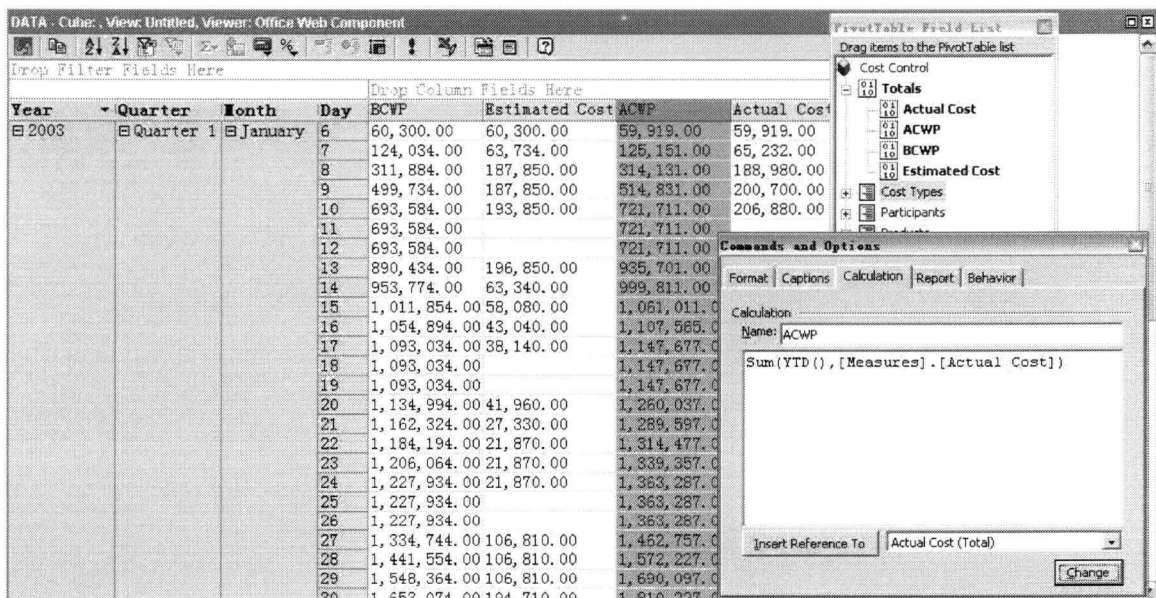 DATA - Cube: , View: Untitled, Viewer: Office Web Component
PivotTable Field List
Drag items to the PivotTable list
Cost Control
Totals
Actual Cost
ACWP
BCWP
Estimated Cost
Cost Types
Participants
Drop Filter Fields Here
Drop Column Fields Here
Year Quarter Month Day BCWP Estimated Cost ACWP Actual Cost
2003 Quarter 1 January 6 60,300.00 60,300.00 59,919.00 59,919.00
7 124,034.00 63,734.00 125,151.00 65,232.00
8 311,884.00 187,850.00 314,131.00 188,980.00
9 499,734.00 187,850.00 514,831.00 200,700.00
10 693,584.00 193,850.00 721,711.00 206,880.00
11 693,584.00 721,711.00
12 693,584.00 721,711.00
13 890,434.00 196,850.00 935,701.00
14 953,774.00 63,340.00 999,811.00
15 1,011,854.00 58,080.00 1,061,011.0
16 1,054,894.00 43,040.00 1,107,565.0
17 1,093,034.00 38,140.00 1,147,677.0
18 1,093,034.00 1,147,677.0
19 1,093,034.00 1,147,677.0
20 1,134,994.00 41,960.00 1,260,037.0
21 1,162,324.00 27,330.00 1,289,597.0
22 1,184,194.00 21,870.00 1,314,477.0
23 1,206,064.00 21,870.00 1,339,357.0
24 1,227,934.00 21,870.00 1,363,287.0
25 1,227,934.00 1,363,287.0
26 1,227,934.00 1,363,287.0
27 1,334,744.00 106,810.00 1,462,757.0
28 1,441,554.00 106,810.00 1,572,227.0
29 1,548,364.00 106,810.00 1,690,097.0
Commands and Options
Format Captions Calculation Report Behavior
Calculation
Name: ACWP
Sum(YTD(),[Measures].[Actual Cost])
Insert Reference To Actual Cost (Total)
Change